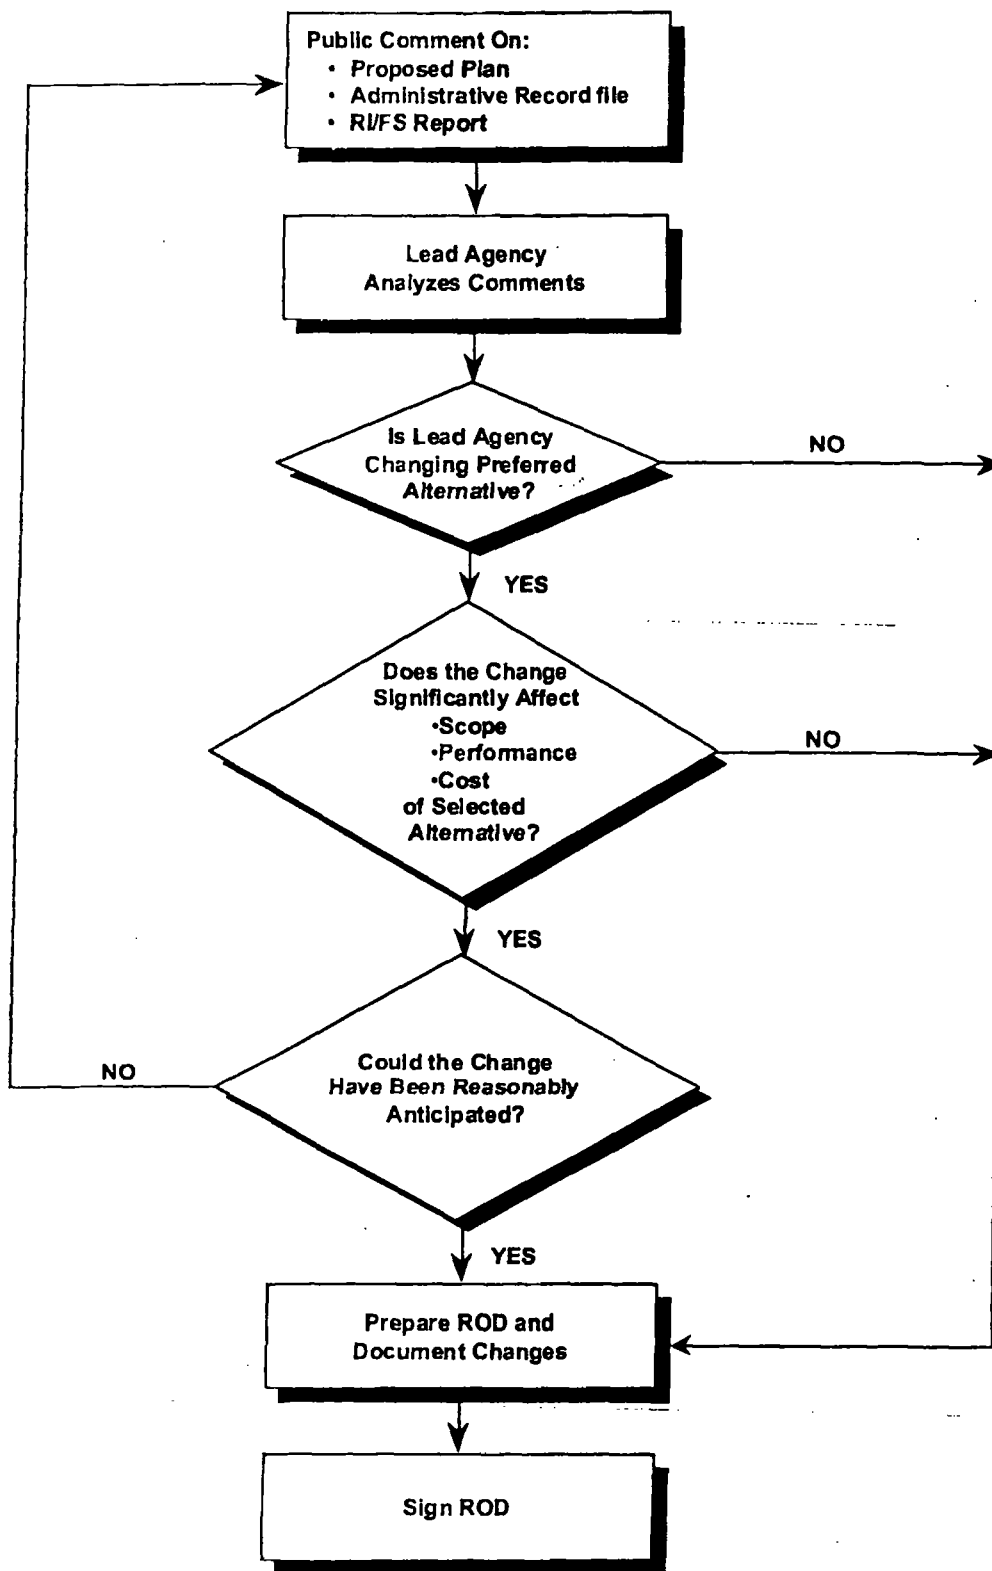 Public Comment On:
• Proposed Plan
• Administrative Record file
• RI/FS Report
Lead Agency
Analyzes Comments
Is Lead Agency
Changing Preferred
Alternative?
NO
YES
Does the Change
Significantly Affect
•Scope
•Performance
•Cost
of Selected
Alternative?
NO
YES
Could the Change
Have Been Reasonably
Anticipated?
NO
YES
Prepare ROD and
Document Changes
Sign ROD